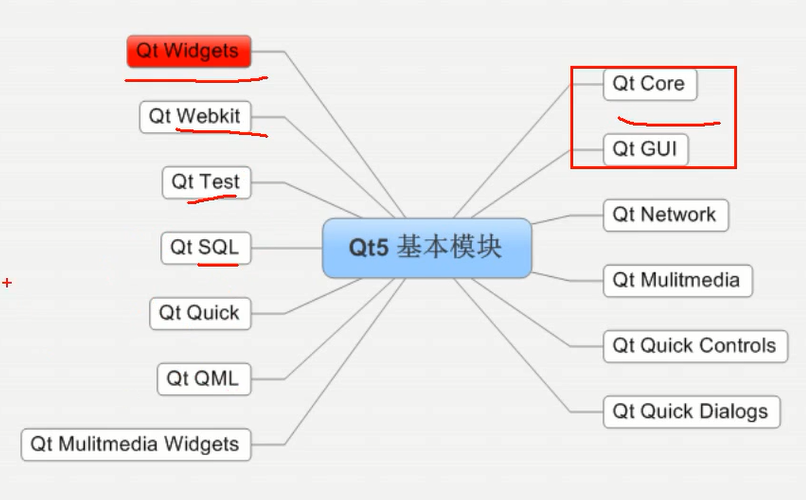 Qt Widgets
Qt Webkit
Qt Test
Qt SQL
Qt Quick
Qt QML
Qt Mulitmedia Widgets
Qt5 基本模块
Qt Core
Qt GUI
Qt Network
Qt Mulitmedia
Qt Quick Controls
Qt Quick Dialogs